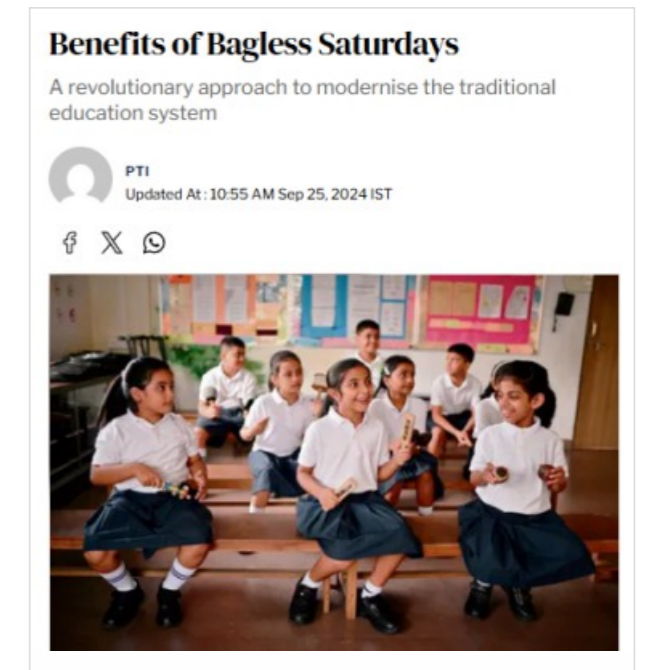 Benefits of Bagless Saturdays
A revolutionary approach to modernise the traditional
education system
PTI
Updated At : 10:55 AM Sep 25, 2024 IST